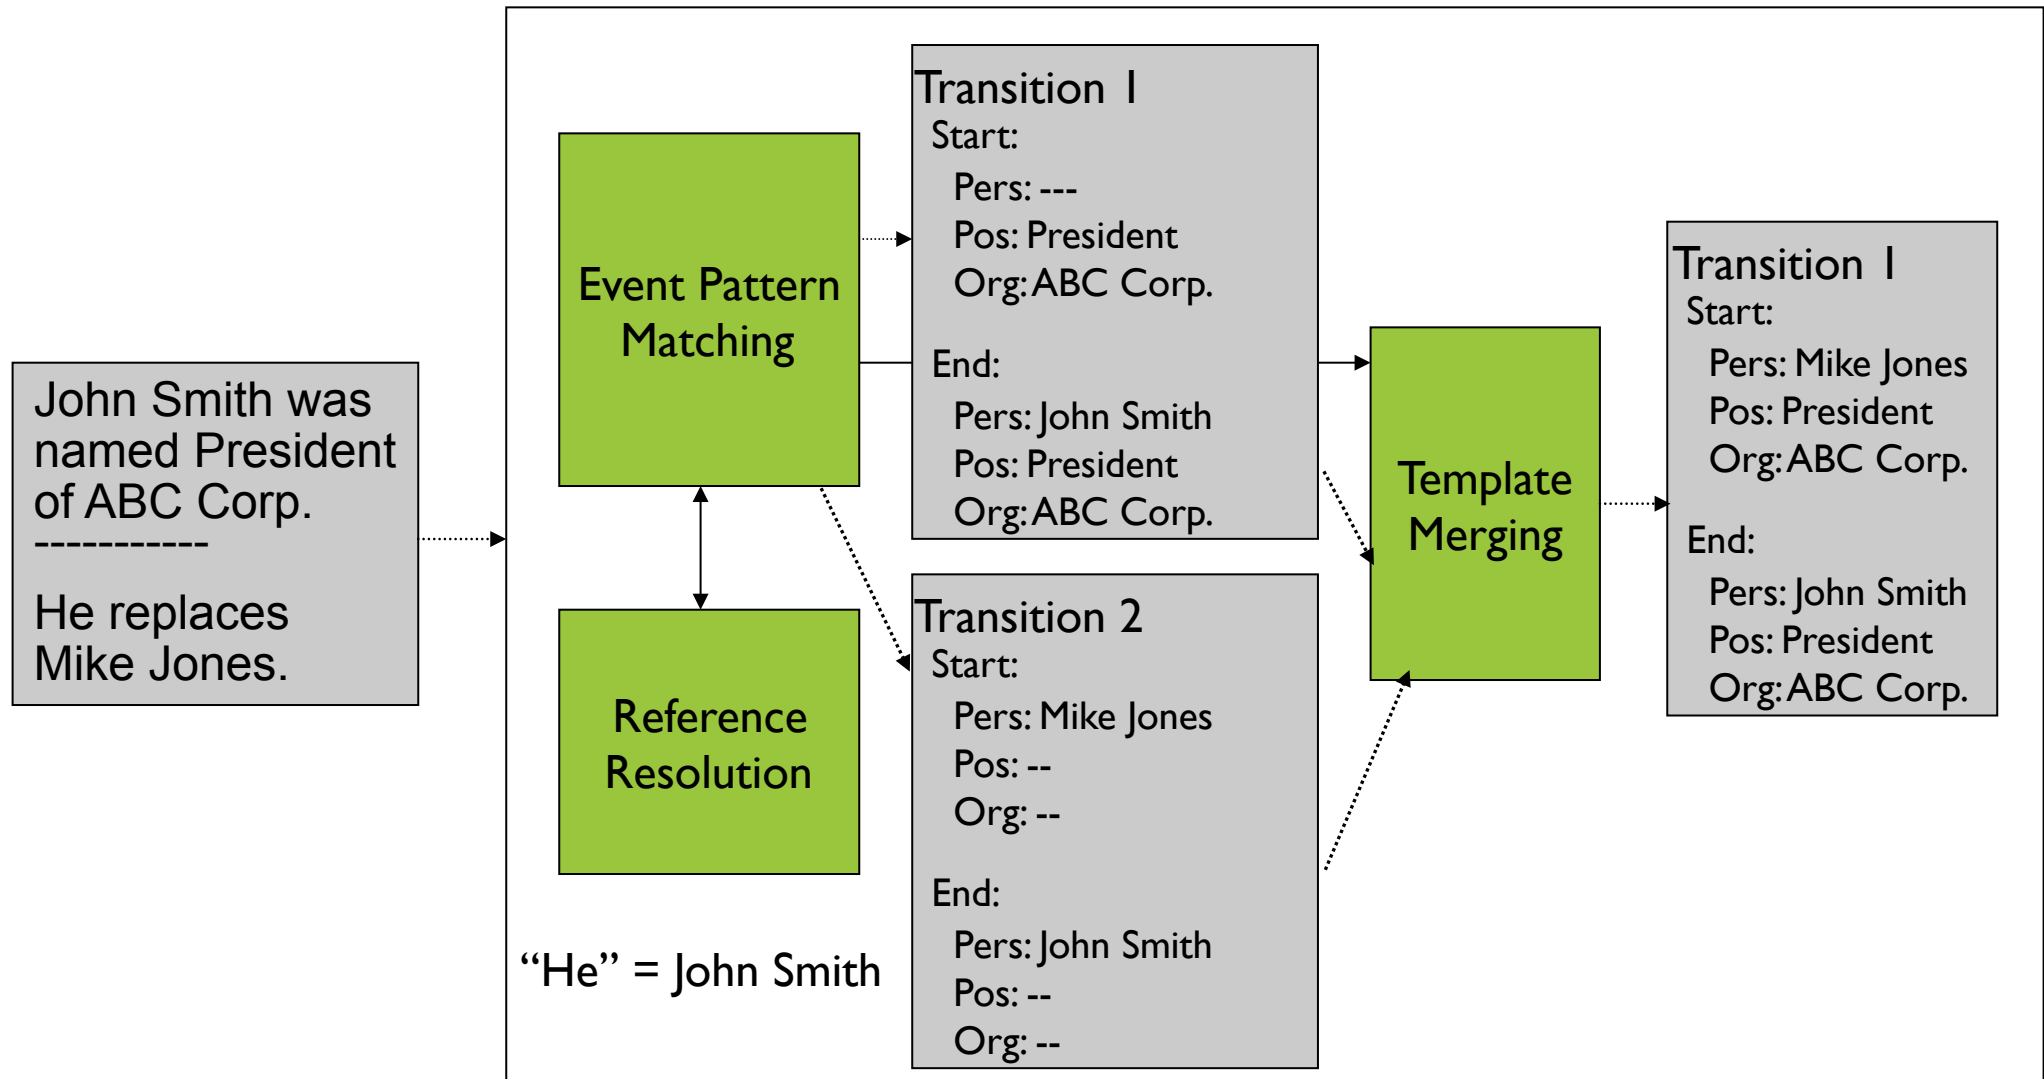 John Smith was
named President
of ABC Corp.
-----------
He replaces
Mike Jones.
Event Pattern
Matching
Reference
Resolution
“He” = John Smith
Transition 1
Start:
Pers: ---
Pos: President
Org: ABC Corp.
End:
Pers: John Smith
Pos: President
Org: ABC Corp.
Transition 2
Start:
Pers: Mike Jones
Pos: --
Org: --
End:
Pers: John Smith
Pos: --
Org: --
Template
Merging
Transition 1
Start:
Pers: Mike Jones
Pos: President
Org: ABC Corp.
End:
Pers: John Smith
Pos: President
Org: ABC Corp.